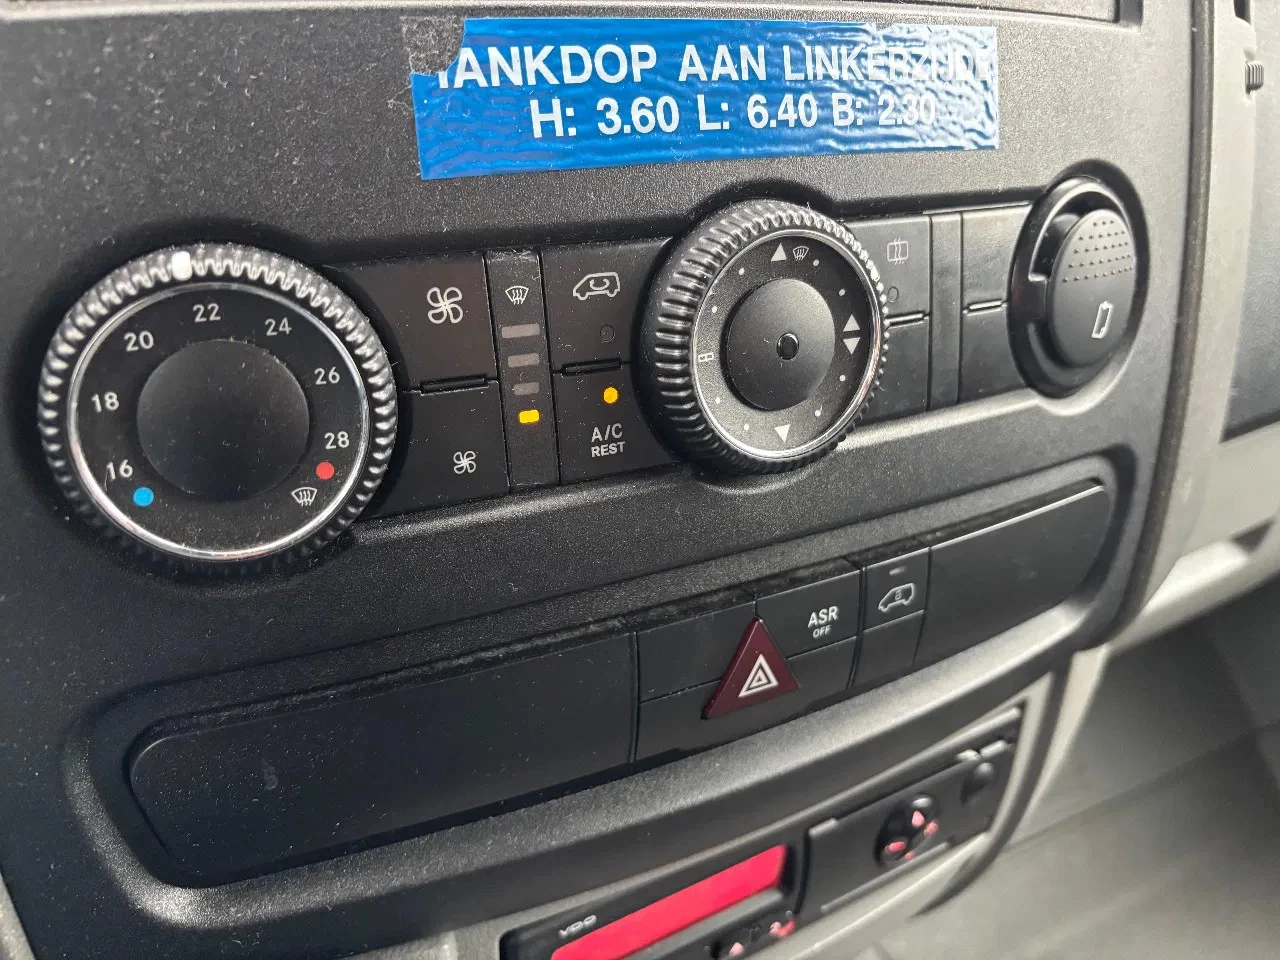 TANKDOP AAN LINKERZIJDE
H: 3.60 L: 6.40 B: 2.30
16 18 20 22 24 26 28
A/C
REST
ASR
OFF
VDO